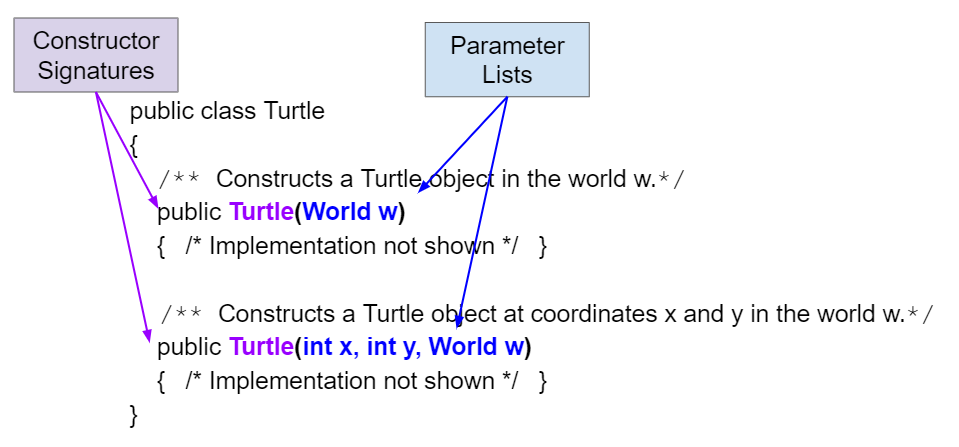 Constructor
Signatures
Parameter
Lists
public class Turtle
{
/** Constructs a Turtle object in the world w.*/
public Turtle(World w)
{ /* Implementation not shown */ }
/** Constructs a Turtle object at coordinates x and y in the world w.*/
public Turtle(int x, int y, World w)
{ /* Implementation not shown */ }
}